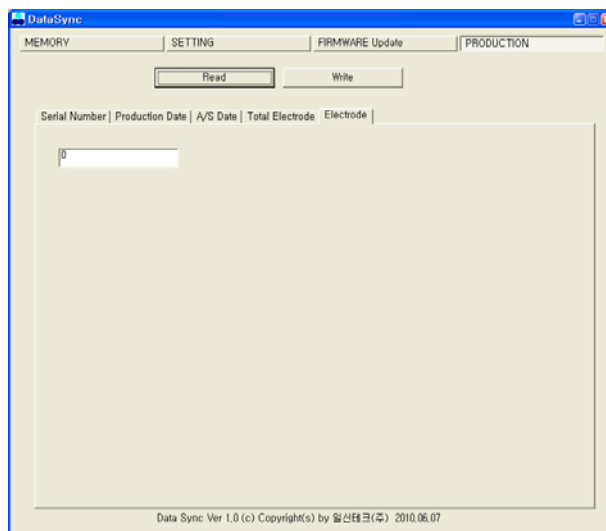 DataSync
MEMORY SETTING FIRMWARE Update PRODUCTION
Read Write
Serial Number Production Date A/S Date Total Electrode Electrode
0
Data Sync Ver 1.0 (c) Copyright(s) by 일신테크(주) 2010.06.07